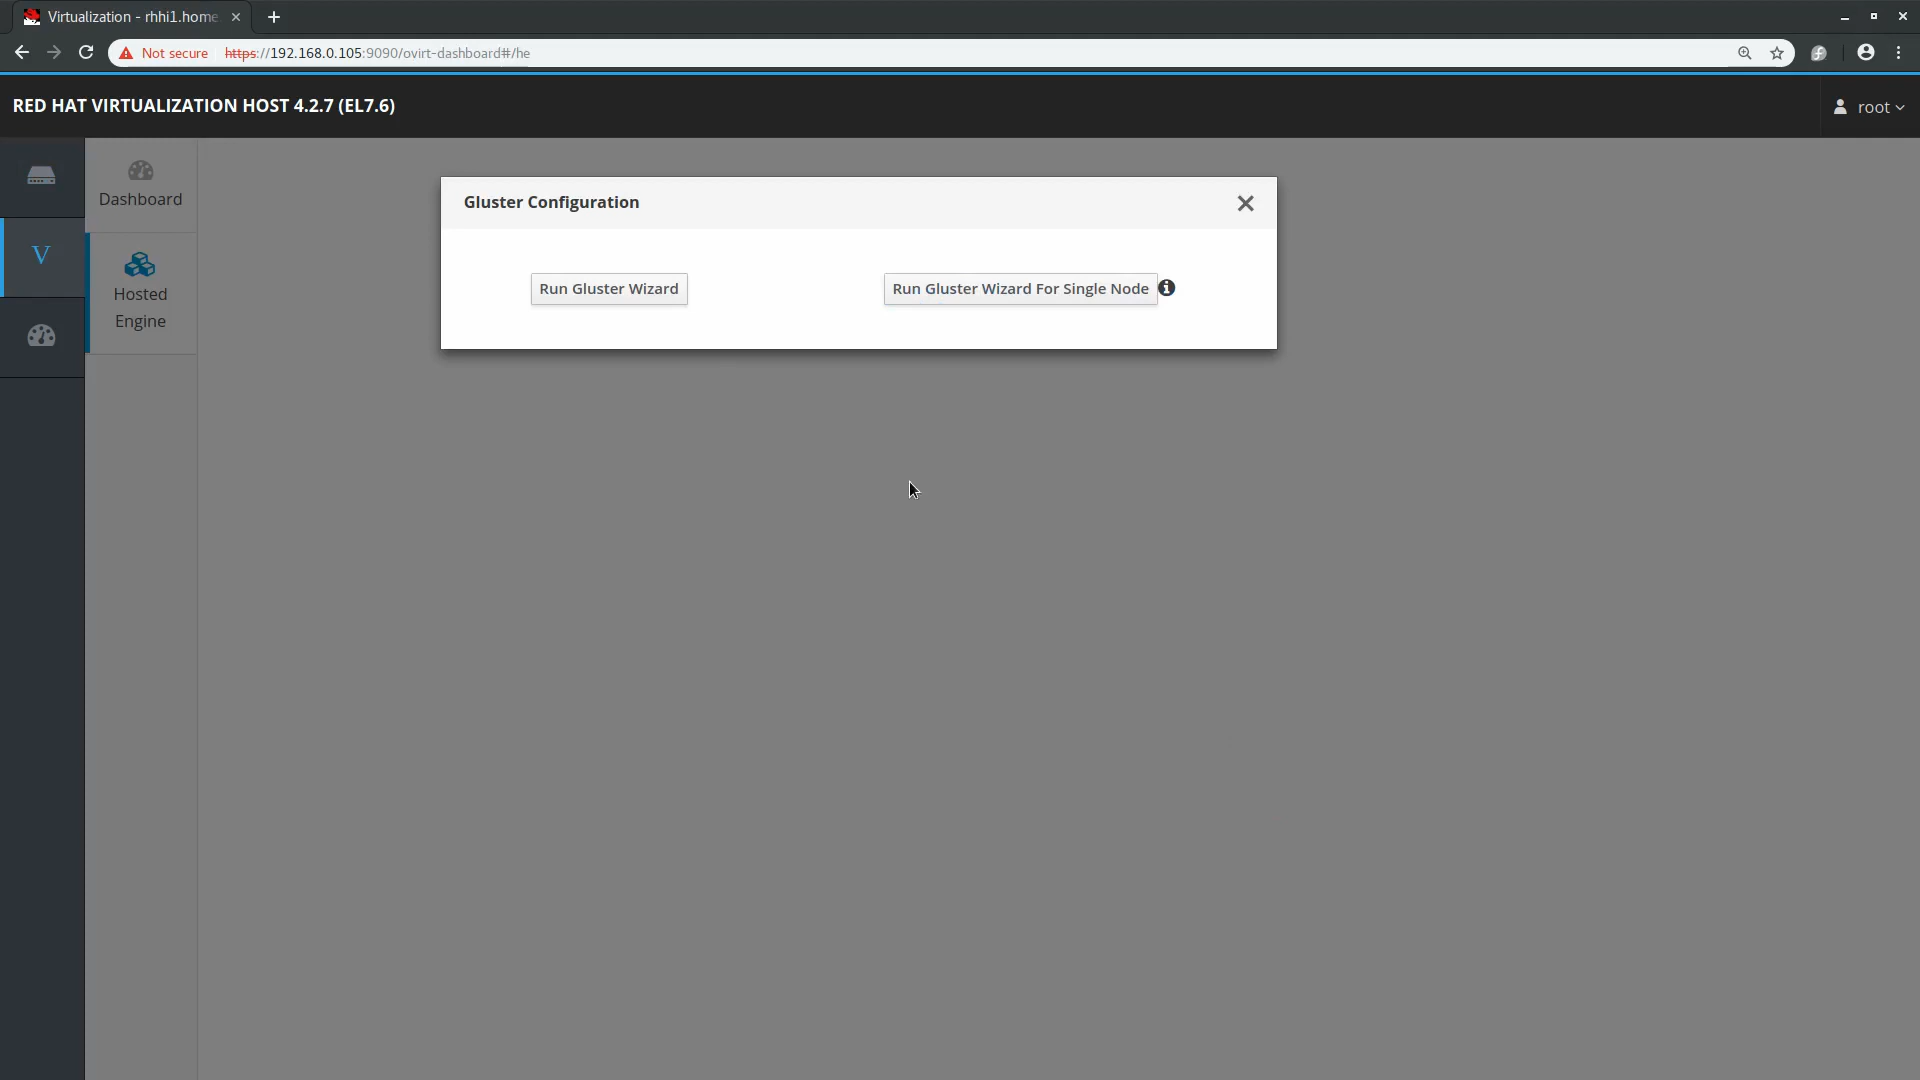 Virtualization - rhhi1.home
Not secure https://192.168.0.105:9090/ovirt-dashboard#/he
RED HAT VIRTUALIZATION HOST 4.2.7 (EL7.6)
root
V
Dashboard
Hosted
Engine
Gluster Configuration
Run Gluster Wizard
Run Gluster Wizard For Single Node